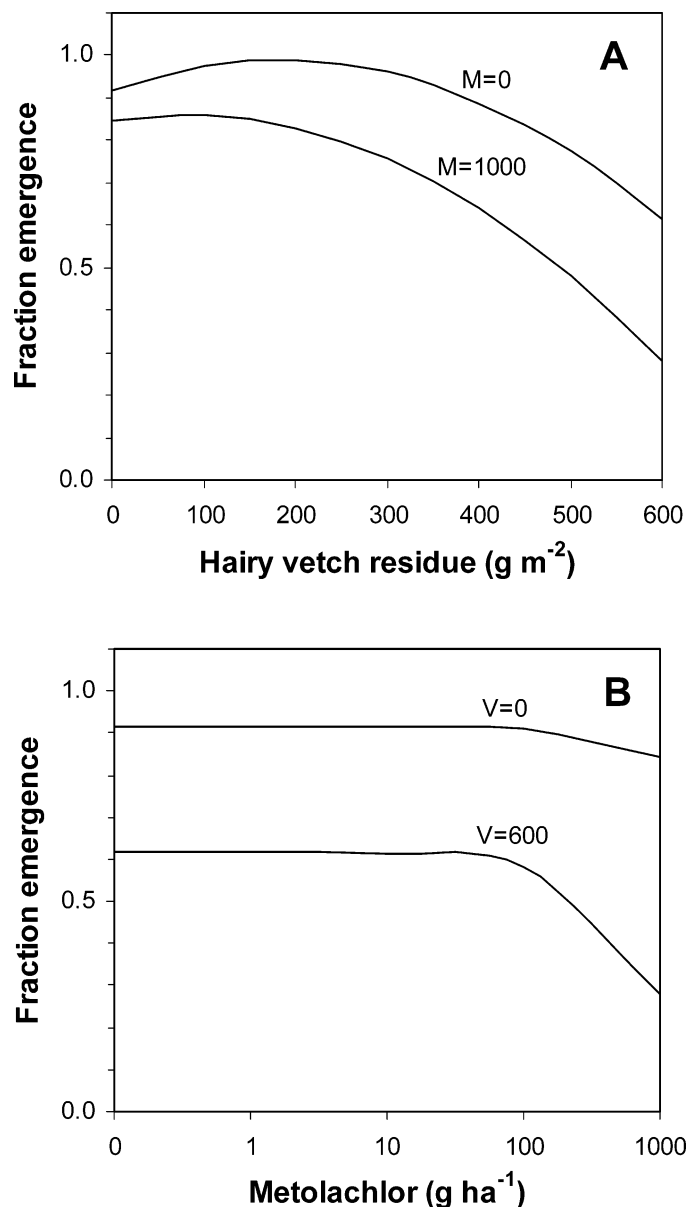 A
M=0
M=1000
Fraction emergence
1.0
0.5
0.0
0 100 200 300 400 500 600
Hairy vetch residue (g m-2)
B
V=0
V=600
Fraction emergence
1.0
0.5
0.0
0 1 10 100 1000
Metolachlor (g ha-1)